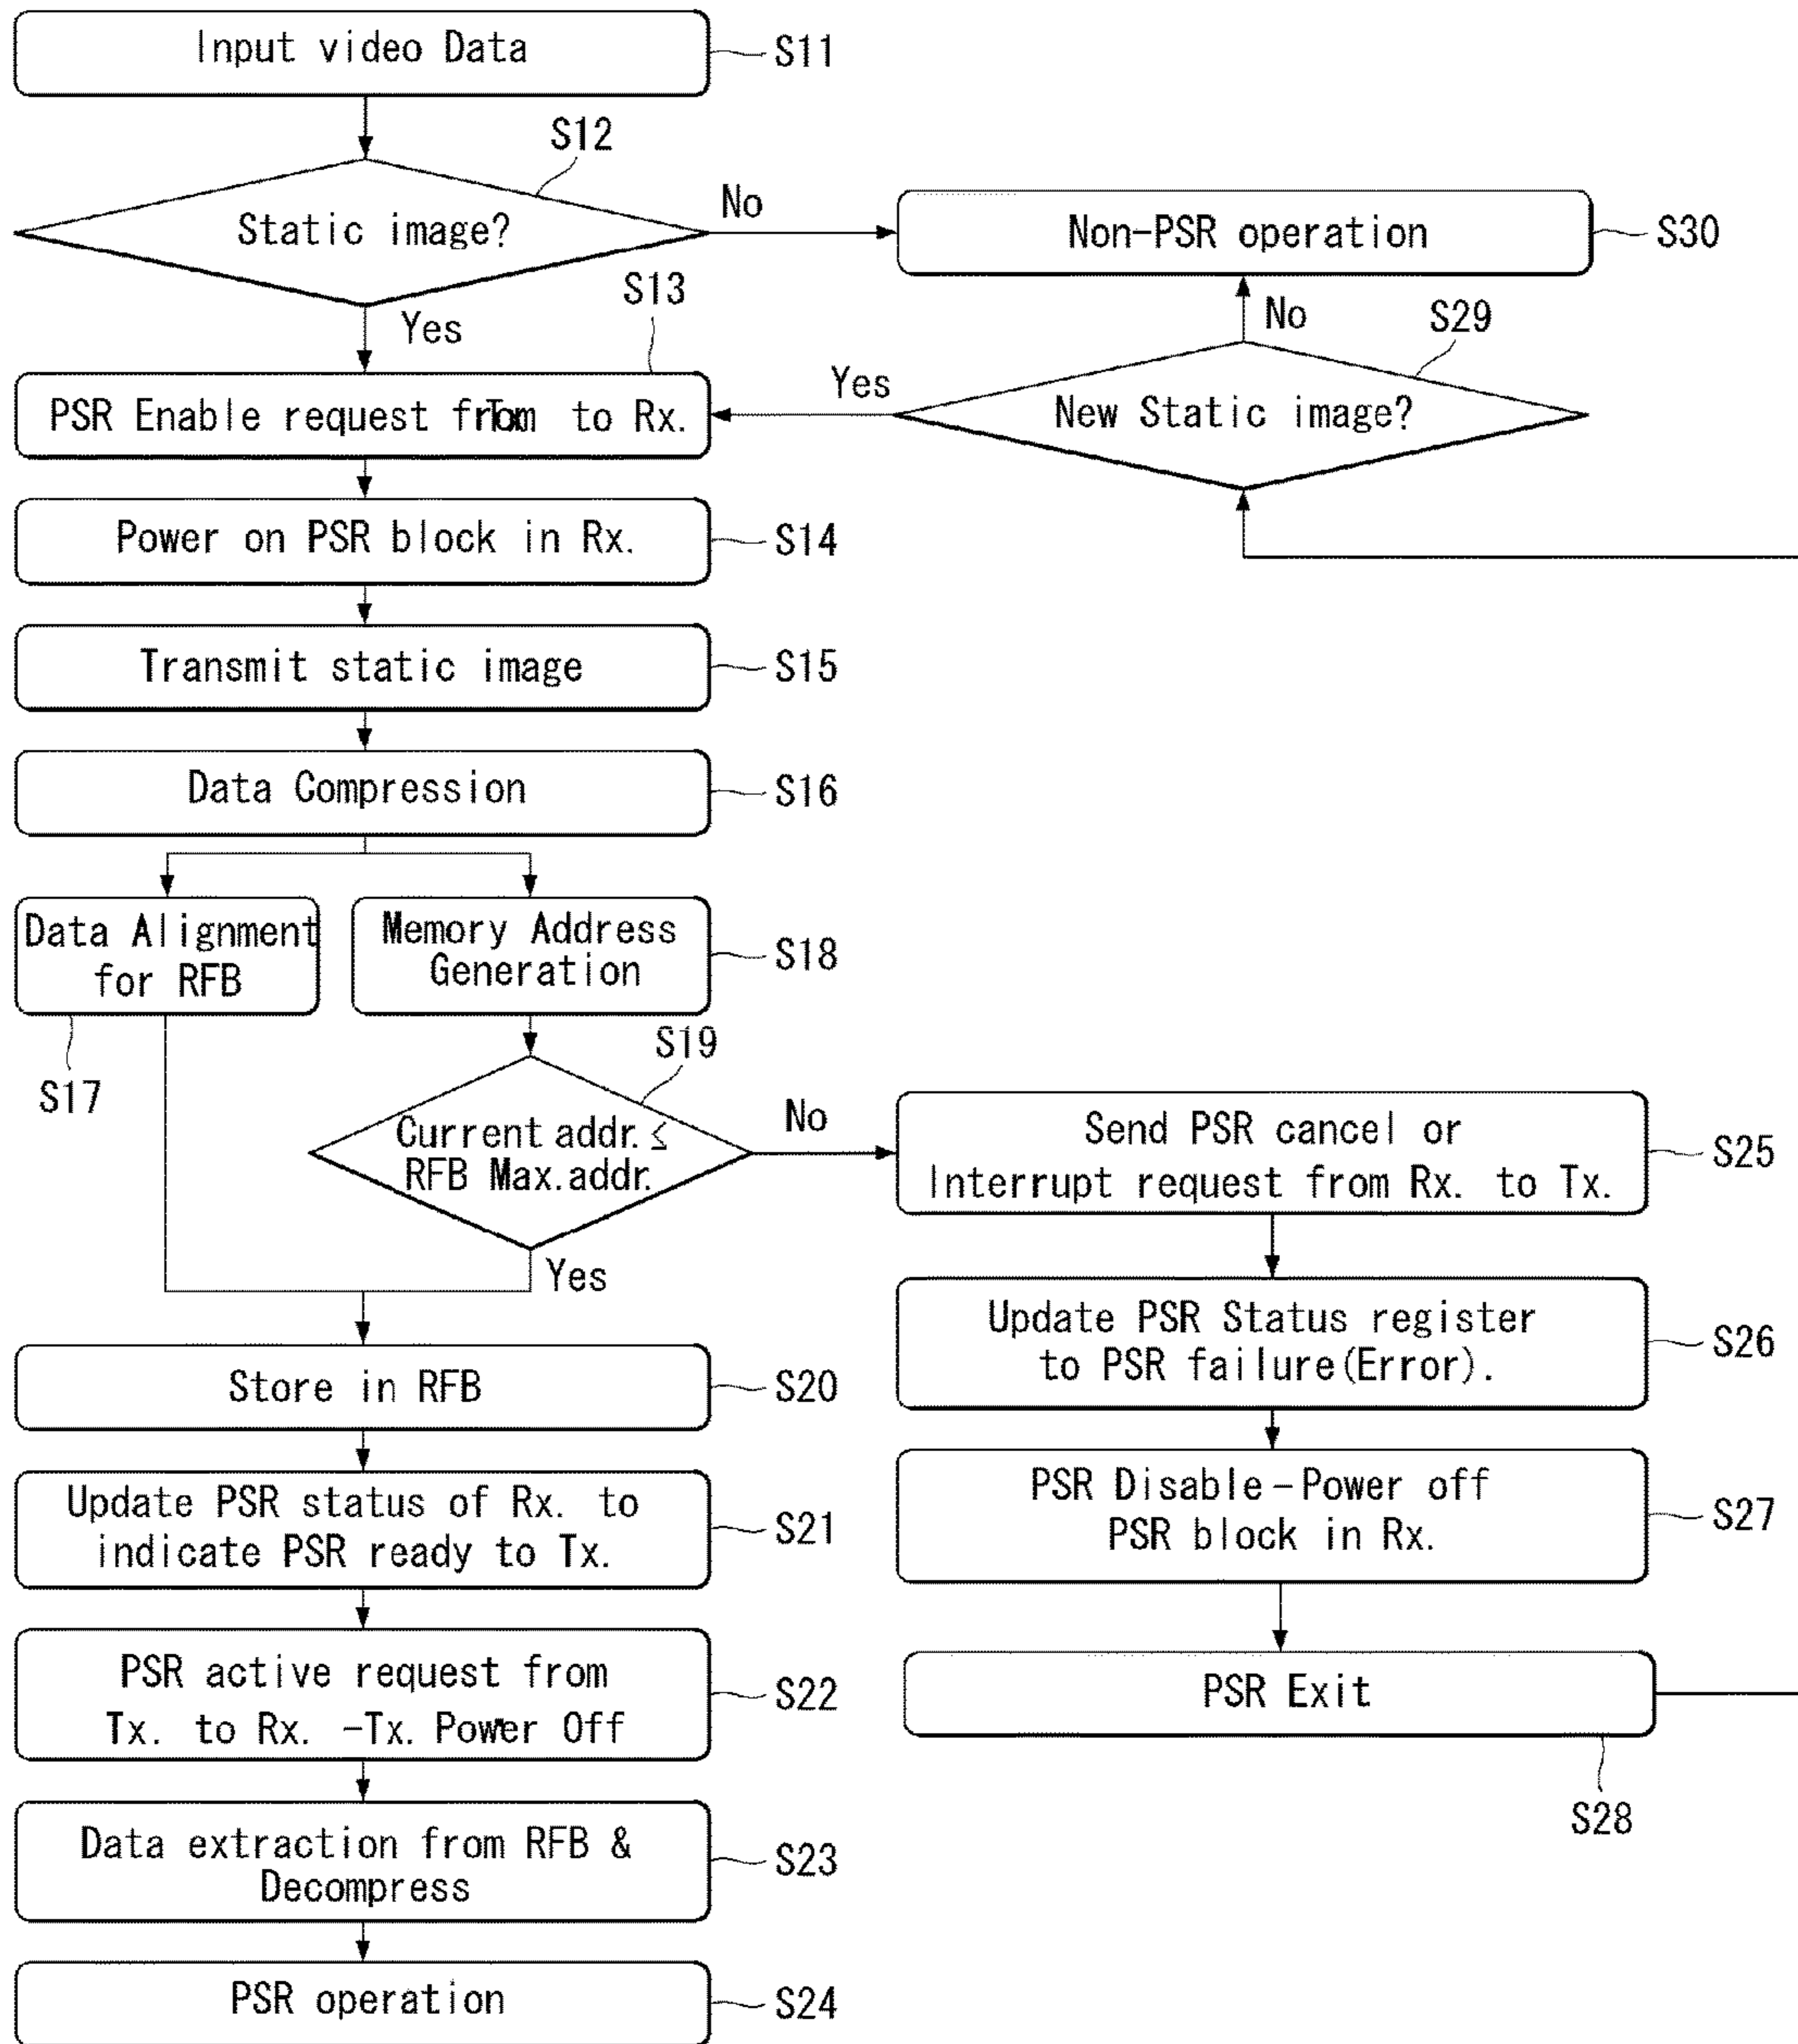 Input video Data
S11
S12
Static image?
No
Non-PSR operation
S30
S13
Yes
No
S29
PSR Enable request from Tx to Rx.
Yes
New Static image?
Power on PSR block in Rx.
S14
Transmit static image
S15
Data Compression
S16
Data Alignment
for RFB
S17
Memory Address
Generation
S18
S19
Current addr. ≤
RFB Max.addr.
No
Yes
Send PSR cancel or
Interrupt request from Rx. to Tx.
S25
Update PSR Status register
to PSR failure(Error).
S26
Store in RFB
S20
PSR Disable-Power off
PSR block in Rx.
S27
Update PSR status of Rx. to
indicate PSR ready to Tx.
S21
PSR active request from
Tx. to Rx. -Tx. Power Off
S22
PSR Exit
S28
Data extraction from RFB &
Decompress
S23
PSR operation
S24